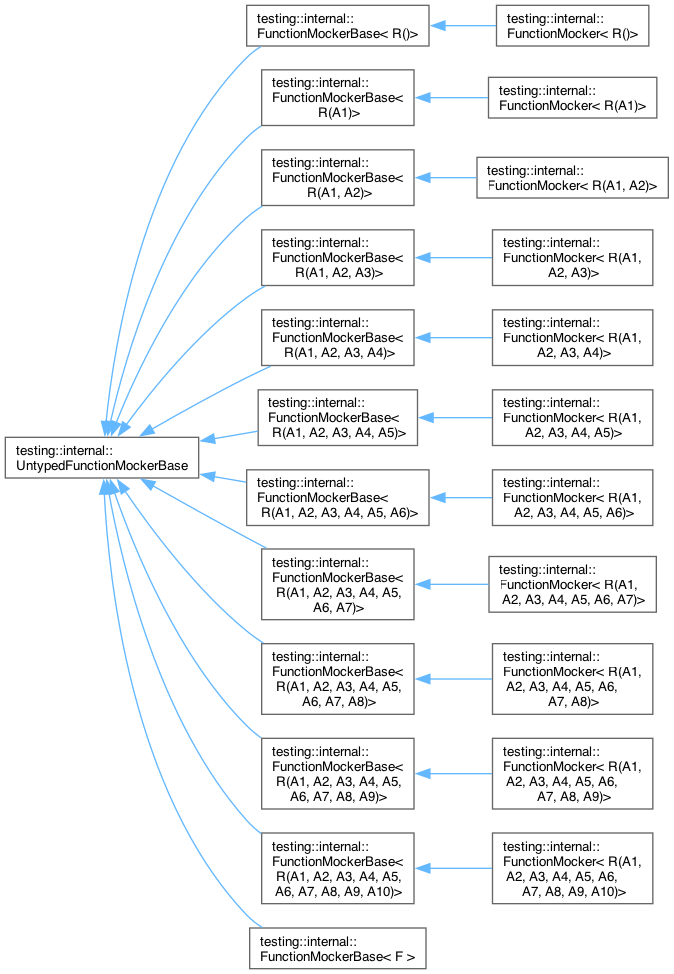 testing::internal::
FunctionMockerBase< R()>
testing::internal::
FunctionMocker< R()>
testing::internal::
FunctionMockerBase<
R(A1)>
testing::internal::
FunctionMocker< R(A1)>
testing::internal::
FunctionMockerBase<
R(A1, A2)>
testing::internal::
FunctionMocker< R(A1, A2)>
testing::internal::
FunctionMockerBase<
R(A1, A2, A3)>
testing::internal::
FunctionMocker< R(A1,
A2, A3)>
testing::internal::
FunctionMockerBase<
R(A1, A2, A3, A4)>
testing::internal::
FunctionMocker< R(A1,
A2, A3, A4)>
testing::internal::
FunctionMockerBase<
R(A1, A2, A3, A4, A5)>
testing::internal::
FunctionMocker< R(A1,
A2, A3, A4, A5)>
testing::internal::
UntypedFunctionMockerBase
testing::internal::
FunctionMockerBase<
R(A1, A2, A3, A4, A5, A6)>
testing::internal::
FunctionMocker< R(A1,
A2, A3, A4, A5, A6)>
testing::internal::
FunctionMockerBase<
R(A1, A2, A3, A4, A5,
A6, A7)>
testing::internal::
FunctionMocker< R(A1,
A2, A3, A4, A5, A6, A7)>
testing::internal::
FunctionMockerBase<
R(A1, A2, A3, A4, A5,
A6, A7, A8)>
testing::internal::
FunctionMocker< R(A1,
A2, A3, A4, A5, A6,
A7, A8)>
testing::internal::
FunctionMockerBase<
R(A1, A2, A3, A4, A5,
A6, A7, A8, A9)>
testing::internal::
FunctionMocker< R(A1,
A2, A3, A4, A5, A6,
A7, A8, A9)>
testing::internal::
FunctionMockerBase<
R(A1, A2, A3, A4, A5,
A6, A7, A8, A9, A10)>
testing::internal::
FunctionMocker< R(A1,
A2, A3, A4, A5, A6,
A7, A8, A9, A10)>
testing::internal::
FunctionMockerBase< F >